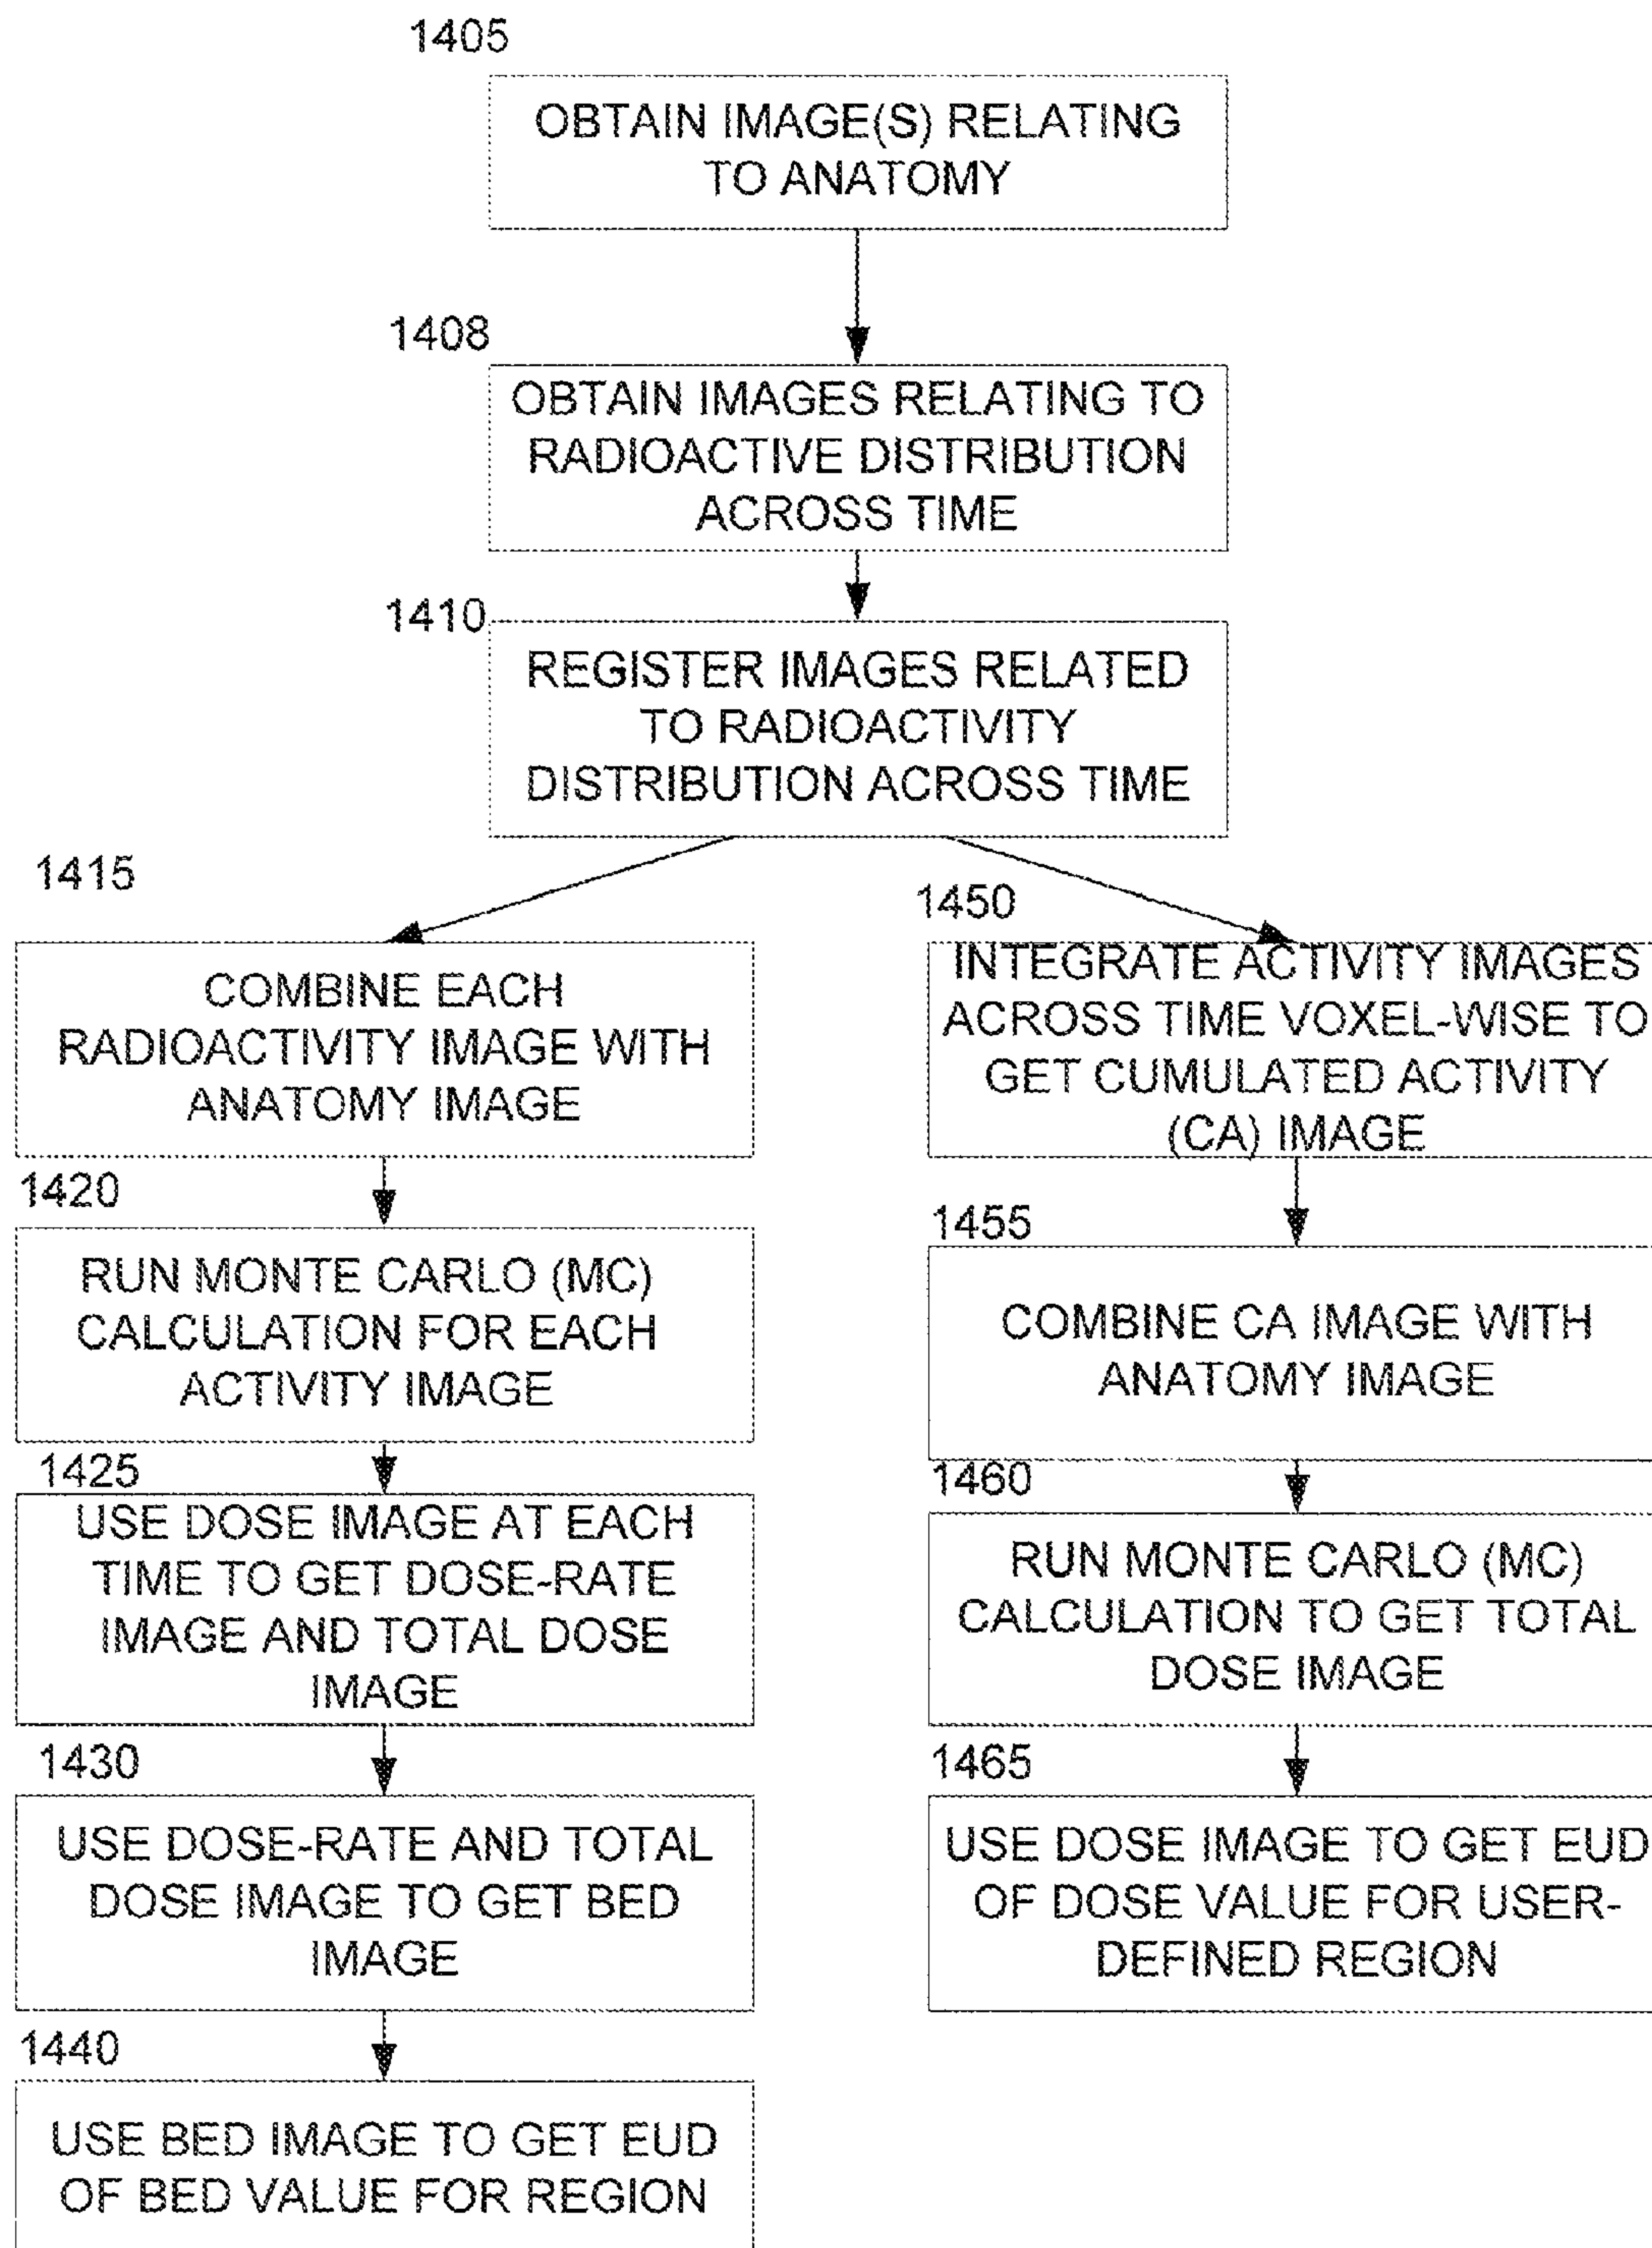 1405
OBTAIN IMAGE(S) RELATING
TO ANATOMY
1408
OBTAIN IMAGES RELATING TO
RADIOACTIVE DISTRIBUTION
ACROSS TIME
1410
REGISTER IMAGES RELATED
TO RADIOACTIVITY
DISTRIBUTION ACROSS TIME
1415
COMBINE EACH
RADIOACTIVITY IMAGE WITH
ANATOMY IMAGE
1420
RUN MONTE CARLO (MC)
CALCULATION FOR EACH
ACTIVITY IMAGE
1425
USE DOSE IMAGE AT EACH
TIME TO GET DOSE-RATE
IMAGE AND TOTAL DOSE
IMAGE
1430
USE DOSE-RATE AND TOTAL
DOSE IMAGE TO GET BED
IMAGE
1440
USE BED IMAGE TO GET EUD
OF BED VALUE FOR REGION
1450
INTEGRATE ACTIVITY IMAGES
ACROSS TIME VOXEL-WISE TO
GET CUMULATED ACTIVITY
(CA) IMAGE
1455
COMBINE CA IMAGE WITH
ANATOMY IMAGE
1460
RUN MONTE CARLO (MC)
CALCULATION TO GET TOTAL
DOSE IMAGE
1465
USE DOSE IMAGE TO GET EUD
OF DOSE VALUE FOR USER-
DEFINED REGION